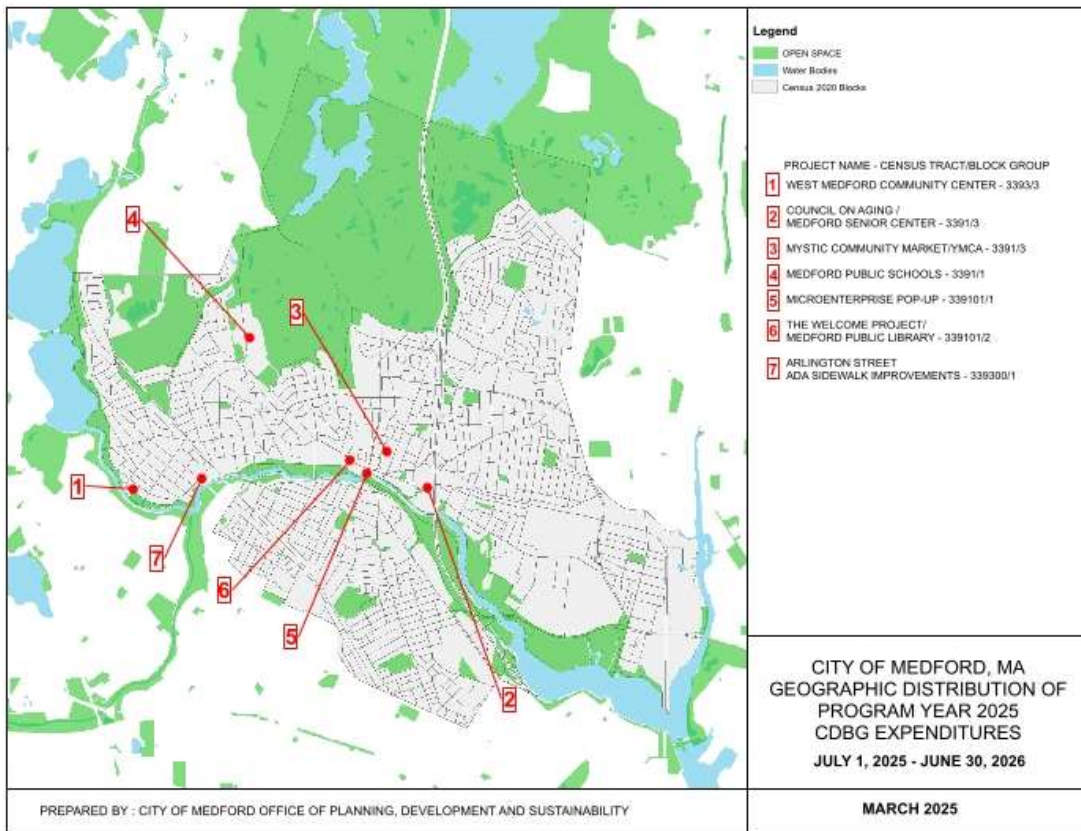 Legend
OPEN SPACE
Water Bodies
Census 2020 Blocks
PROJECT NAME - CENSUS TRACT/BLOCK GROUP
1 WEST MEDFORD COMMUNITY CENTER - 3393/3
2 COUNCIL ON AGING /
MEDFORD SENIOR CENTER - 3391/3
3 MYSTIC COMMUNITY MARKET/YMCA - 3391/3
4 MEDFORD PUBLIC SCHOOLS - 3391/1
5 MICROENTERPRISE POP-UP - 339101/1
6 THE WELCOME PROJECT/
MEDFORD PUBLIC LIBRARY - 339101/2
7 ARLINGTON STREET
ADA SIDEWALK IMPROVEMENTS - 339300/1
4
3
1
7
6
5
2
CITY OF MEDFORD, MA
GEOGRAPHIC DISTRIBUTION OF
PROGRAM YEAR 2025
CDBG EXPENDITURES
JULY 1, 2025 - JUNE 30, 2026
PREPARED BY : CITY OF MEDFORD OFFICE OF PLANNING, DEVELOPMENT AND SUSTAINABILITY
MARCH 2025